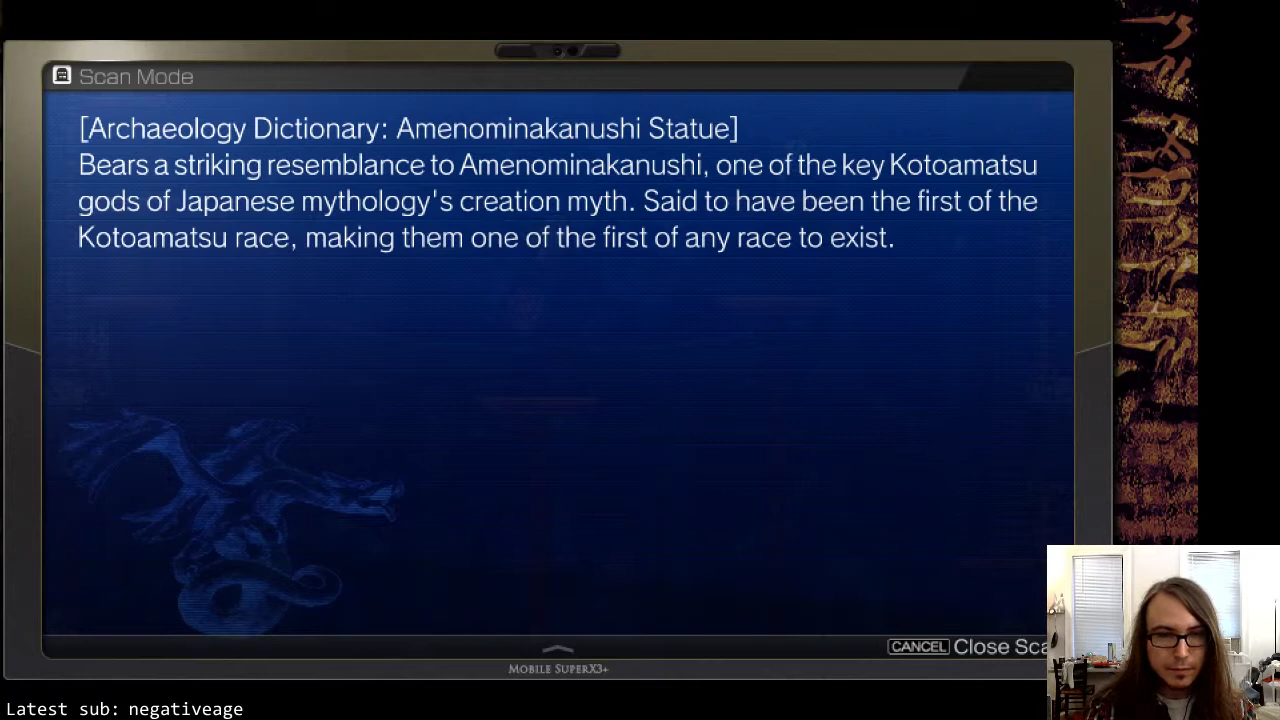 Scan Mode
[Archaeology Dictionary: Amenominakanushi Statue]
Bears a striking resemblance to Amenominakanushi, one of the key Kotoamatsu
gods of Japanese mythology's creation myth. Said to have been the first of the
Kotoamatsu race, making them one of the first of any race to exist.
CANCEL Close Sca
MOBILE SUPERX3+
Latest sub: negativeage